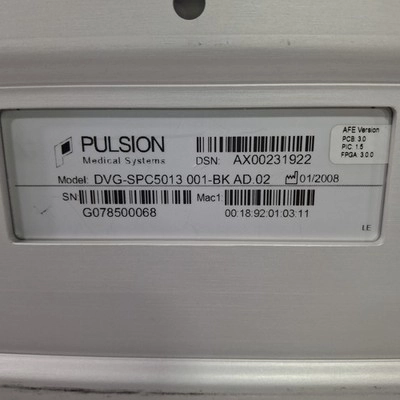 PULSION
Medical Systems
DSN: AX00231922
AFE Version
PCB: 3.0
PIC: 1.5
FPGA: 3.0.0
Model: DVG-SPC5013 001-BK AD.02 01/2008
SN
G078500068
Mac1:
00:18:92:01:03:11
LE